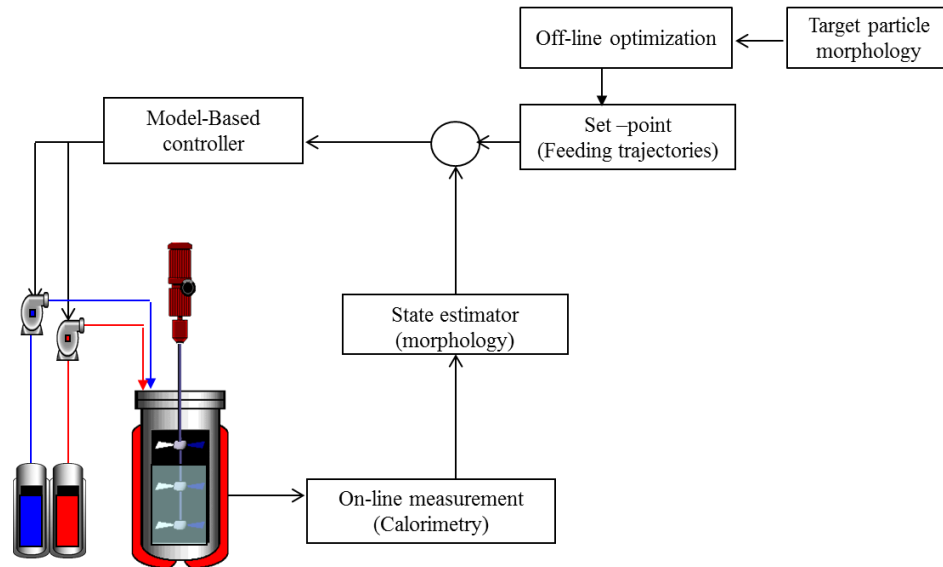 Off-line optimization
Target particle
morphology
Model-Based
controller
Set –point
(Feeding trajectories)
State estimator
(morphology)
On-line measurement
(Calorimetry)